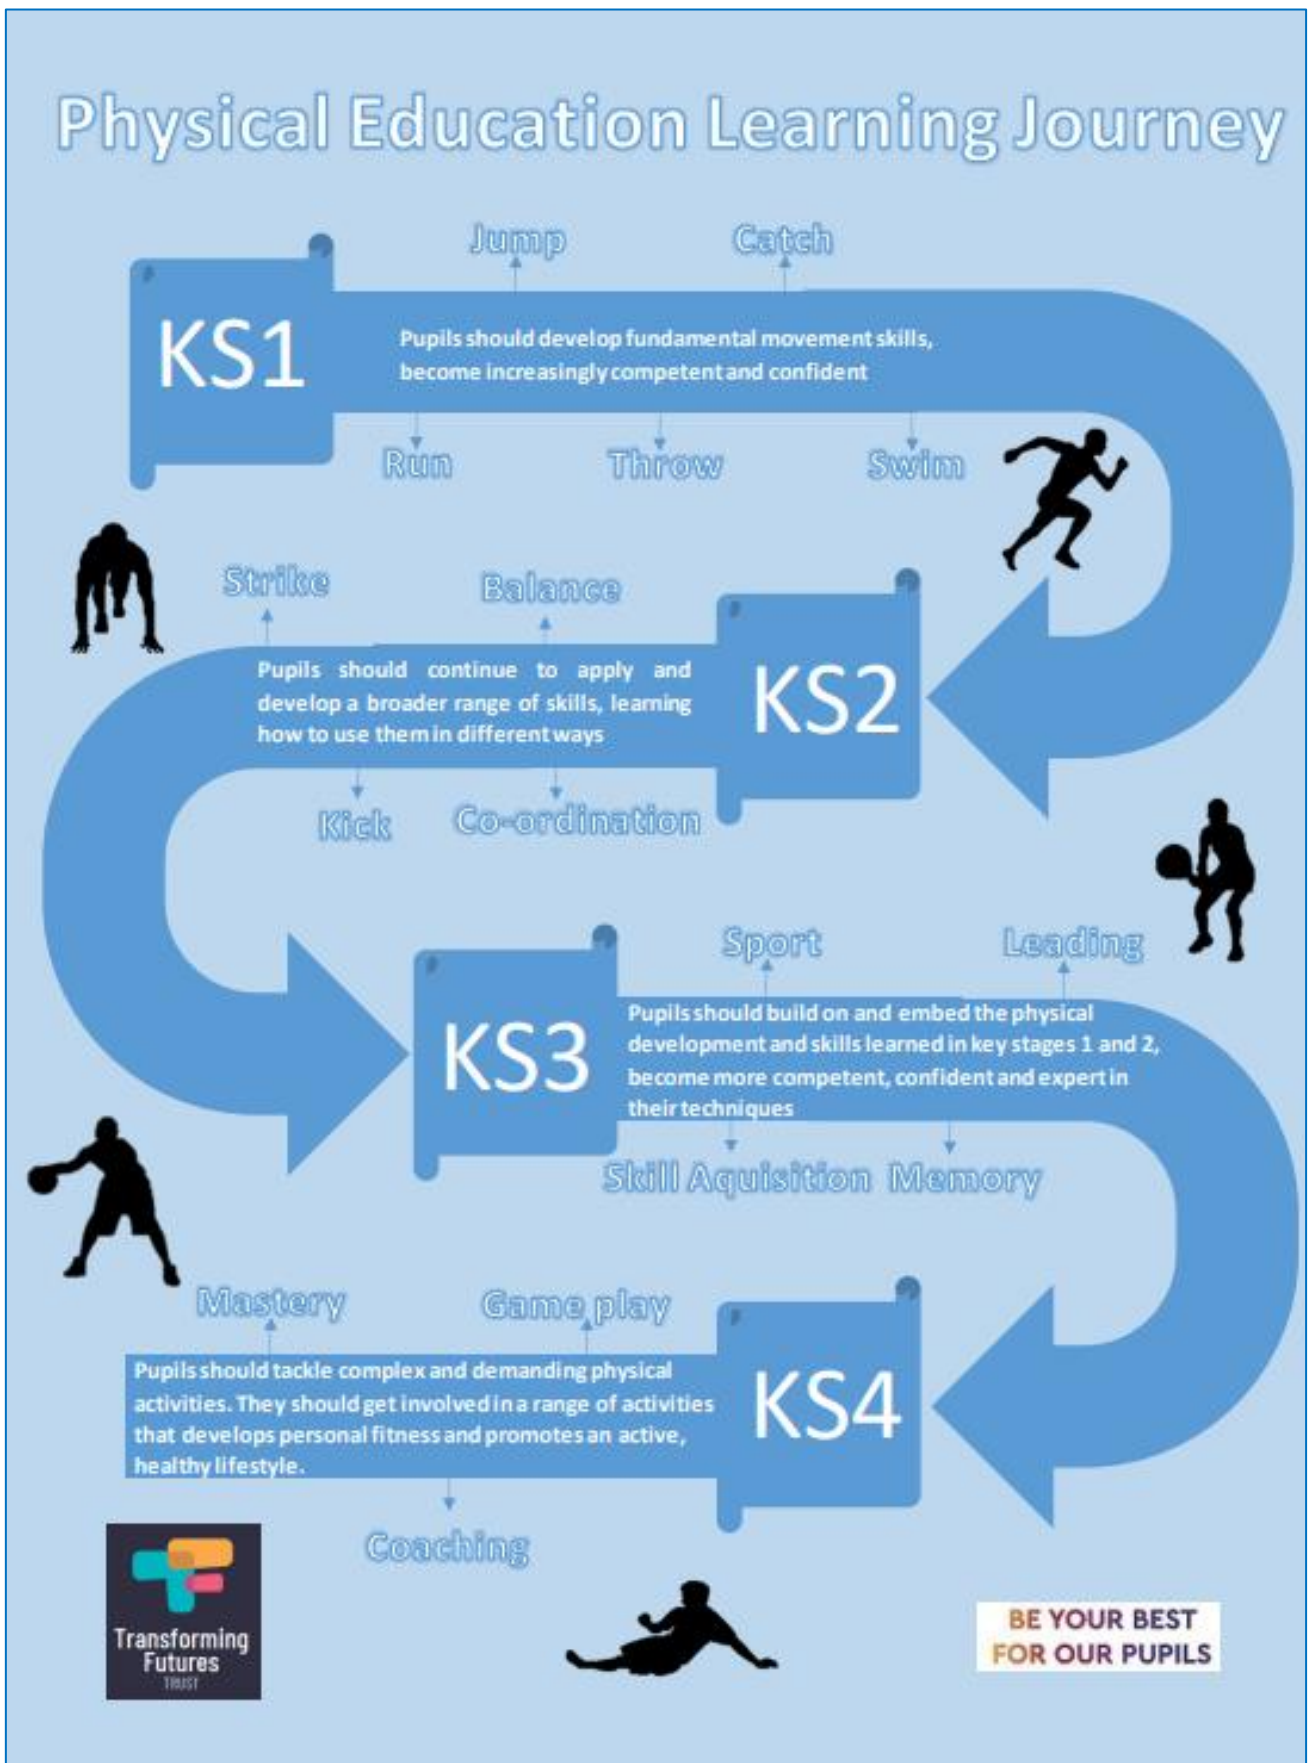 Physical Education Learning Journey
Jump
Catch
KS1
Pupils should develop fundamental movement skills,
become increasingly competent and confident
Run
Throw
Swim
Strike
Balance
Pupils should continue to apply and
develop a broader range of skills, learning
how to use them in different ways
KS2
Kick
Co-ordination
Sport
Leading
KS3
Pupils should build on and embed the physical
development and skills learned in key stages 1 and 2,
become more competent, confident and expert in
their techniques
Skill Aquisition
Memory
Mastery
Game play
Pupils should tackle complex and demanding physical
activities. They should get involved in a range of activities
that develops personal fitness and promotes an active,
healthy lifestyle.
KS4
Coaching
Transforming
Futures
TRUST
BE YOUR BEST
FOR OUR PUPILS